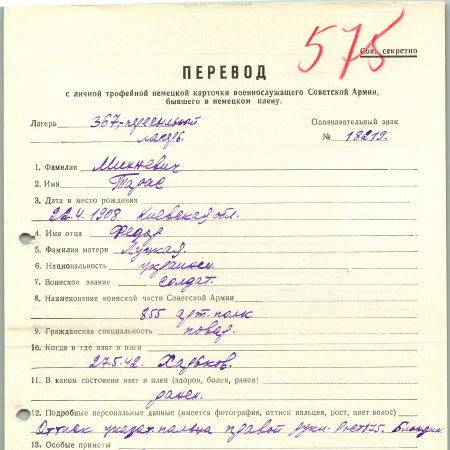 575
Сов. секретно
ПЕРЕВОД
с личной трофейной немецкой карточки военнослужащего Советской Армии,
бывшего в немецком плену.
Лагерь 367,-пересыльный Опознавательный знак
лагерь. № 18219.
1. Фамилия Михневич
2. Имя Тарас
3. Дата и место рождения
22.4.1908 Киевская обл.
4. Имя отца Федор
5. Фамилия матери Луцкая.
6. Национальность украинец.
7. Воинское звание солдат.
8. Наименование воинской части Советской Армии
855 арт. полк
9. Гражданская специальность повар.
10. Когда и где взят в плен
27.5.42. Харьков.
11. В каком состоянии взят в плен (здоров, болен, ранен)
ранен.
12. Подробные персональные данные (имеется фотография, оттиск пальцев, рост, цвет волос)
Оттиск указат. пальца правой руки. Рост 175. Блондин
13. Особые приметы